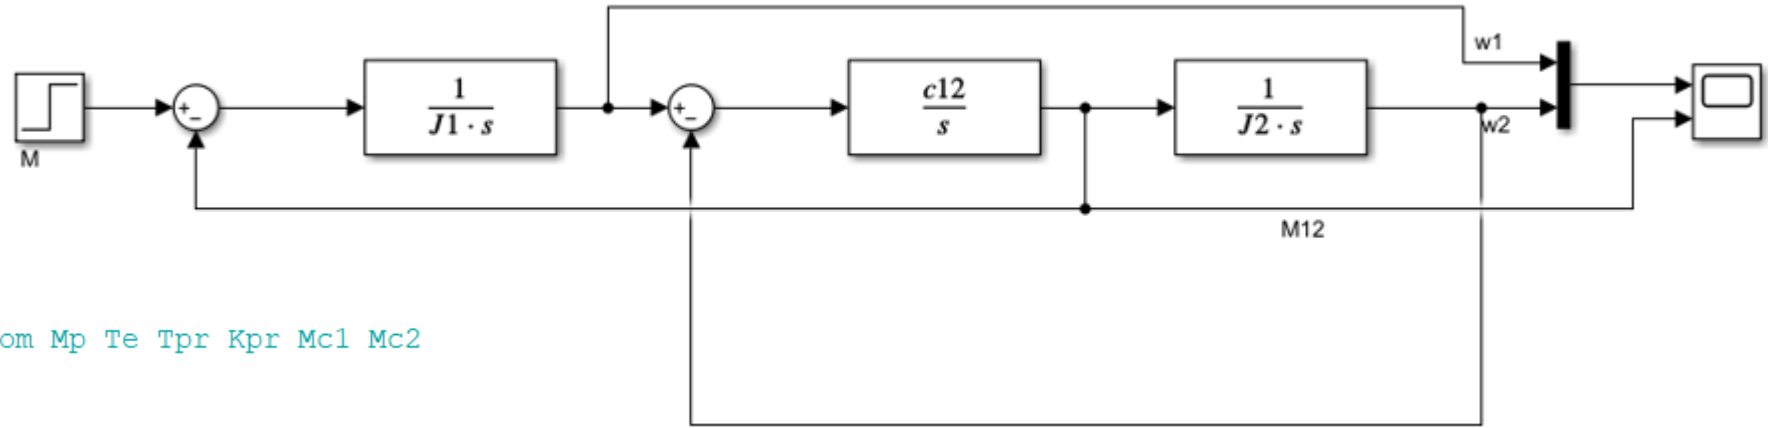 w1
+
−
1
J1 · s
+
−
c12
s
1
J2 · s
w2
M
M12
om Mp Te Tpr Kpr Mc1 Mc2